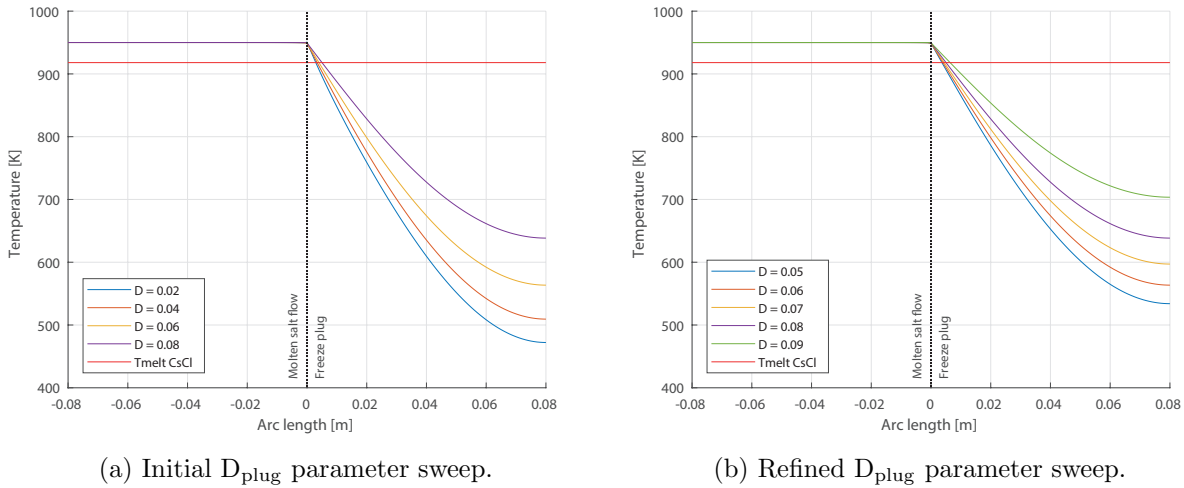 1000
900
800
700
600
500
400
Temperature [K]
-0.08
-0.06
-0.04
-0.02
0
0.02
0.04
0.06
0.08
Arc length [m]
Molten salt flow
Freeze plug
D = 0.02
D = 0.04
D = 0.06
D = 0.08
Tmelt CsCl
(a) Initial Dplug parameter sweep.
1000
900
800
700
600
500
400
Temperature [K]
-0.08
-0.06
-0.04
-0.02
0
0.02
0.04
0.06
0.08
Arc length [m]
Molten salt flow
Freeze plug
D = 0.05
D = 0.06
D = 0.07
D = 0.08
D = 0.09
Tmelt CsCl
(b) Refined Dplug parameter sweep.